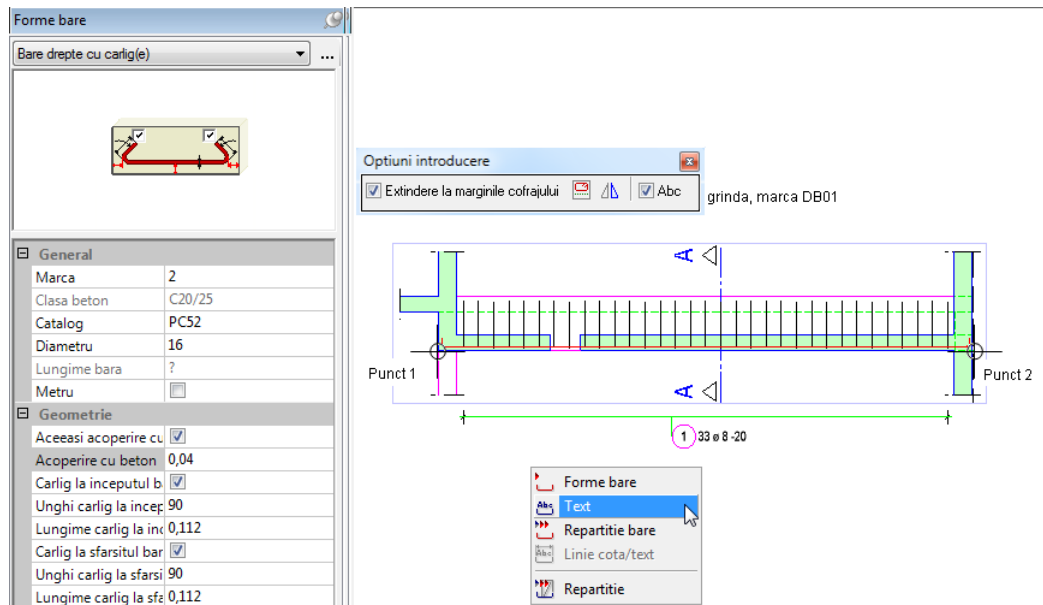 Forme bare
Bare drepte cu carlig(e)
...
General
Marca 2
Clasa beton C20/25
Catalog PC52
Diametru 16
Lungime bara ?
Metru
Geometrie
Aceeasi acoperire cu
Acoperire cu beton 0,04
Carlig la inceputul b
Unghi carlig la incep 90
Lungime carlig la inc 0,112
Carlig la sfarsitul bar
Unghi carlig la sfarsi 90
Lungime carlig la sfa 0,112
Optiuni introducere
Extindere la marginile cofrajului Abc
grinda, marca DB01
A
Punct 1
Punct 2
A
1 33 ø 8 -20
Forme bare
Abc Text
Repartitie bare
Abc Linie cota/text
Repartitie